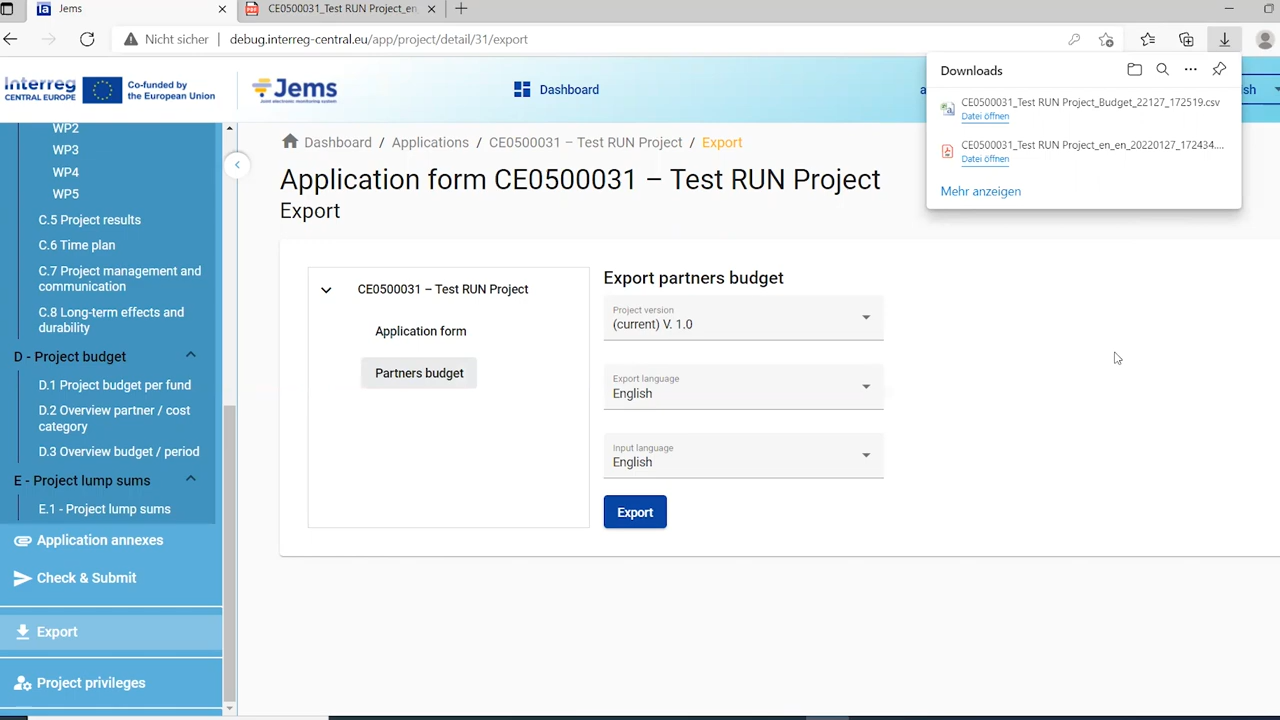 Jems
CE0500031_Test RUN Project_en
Nicht sicher
debug.interreg-central.eu/app/project/detail/31/export
Interreg
CENTRAL EUROPE
Co-funded by
the European Union
Jems
Joint electronic monitoring system
Dashboard
Downloads
CE0500031_Test RUN Project_Budget_22127_172519.csv
Datei öffnen
CE0500031_Test RUN Project_en_en_20220127_172434....
Datei öffnen
Mehr anzeigen
WP2
WP3
WP4
WP5
C.5 Project results
C.6 Time plan
C.7 Project management and
communication
C.8 Long-term effects and
durability
D - Project budget
D.1 Project budget per fund
D.2 Overview partner / cost
category
D.3 Overview budget / period
E - Project lump sums
E.1 - Project lump sums
Application annexes
Check & Submit
Export
Project privileges
Dashboard / Applications / CE0500031 – Test RUN Project / Export
Application form CE0500031 – Test RUN Project
Export
CE0500031 – Test RUN Project
Application form
Partners budget
Export partners budget
Project version
(current) V. 1.0
Export language
English
Input language
English
Export